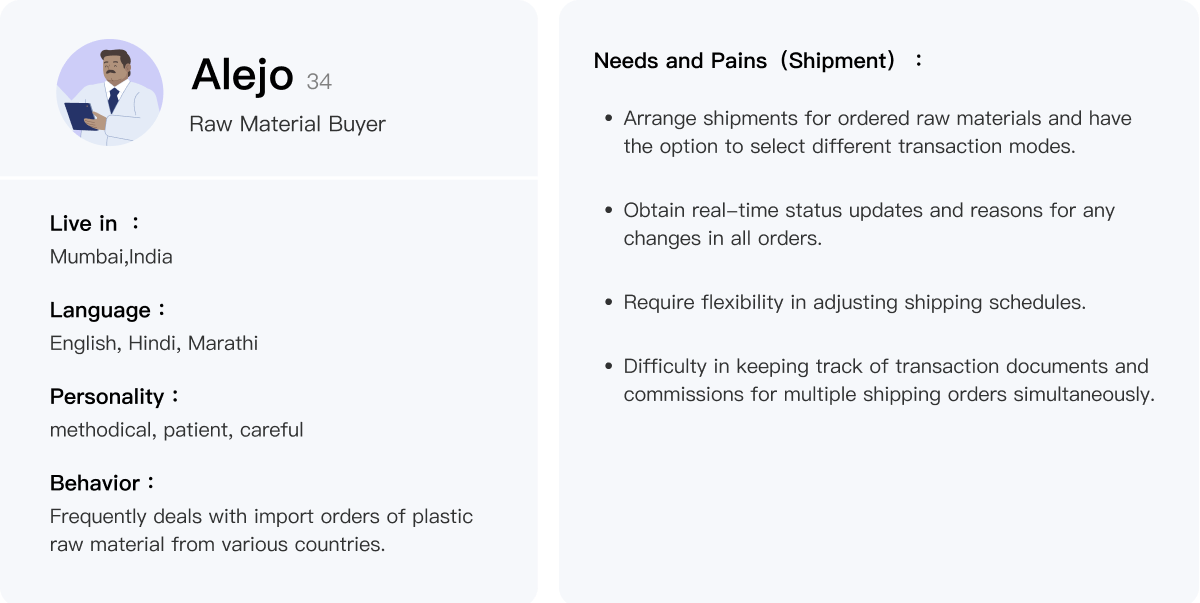 Alejo 34
Raw Material Buyer
Live in ：
Mumbai,India
Language：
English, Hindi, Marathi
Personality：
methodical, patient, careful
Behavior：
Frequently deals with import orders of plastic
raw material from various countries.
Needs and Pains（Shipment）：
• Arrange shipments for ordered raw materials and have
the option to select different transaction modes.
• Obtain real–time status updates and reasons for any
changes in all orders.
• Require flexibility in adjusting shipping schedules.
• Difficulty in keeping track of transaction documents and
commissions for multiple shipping orders simultaneously.